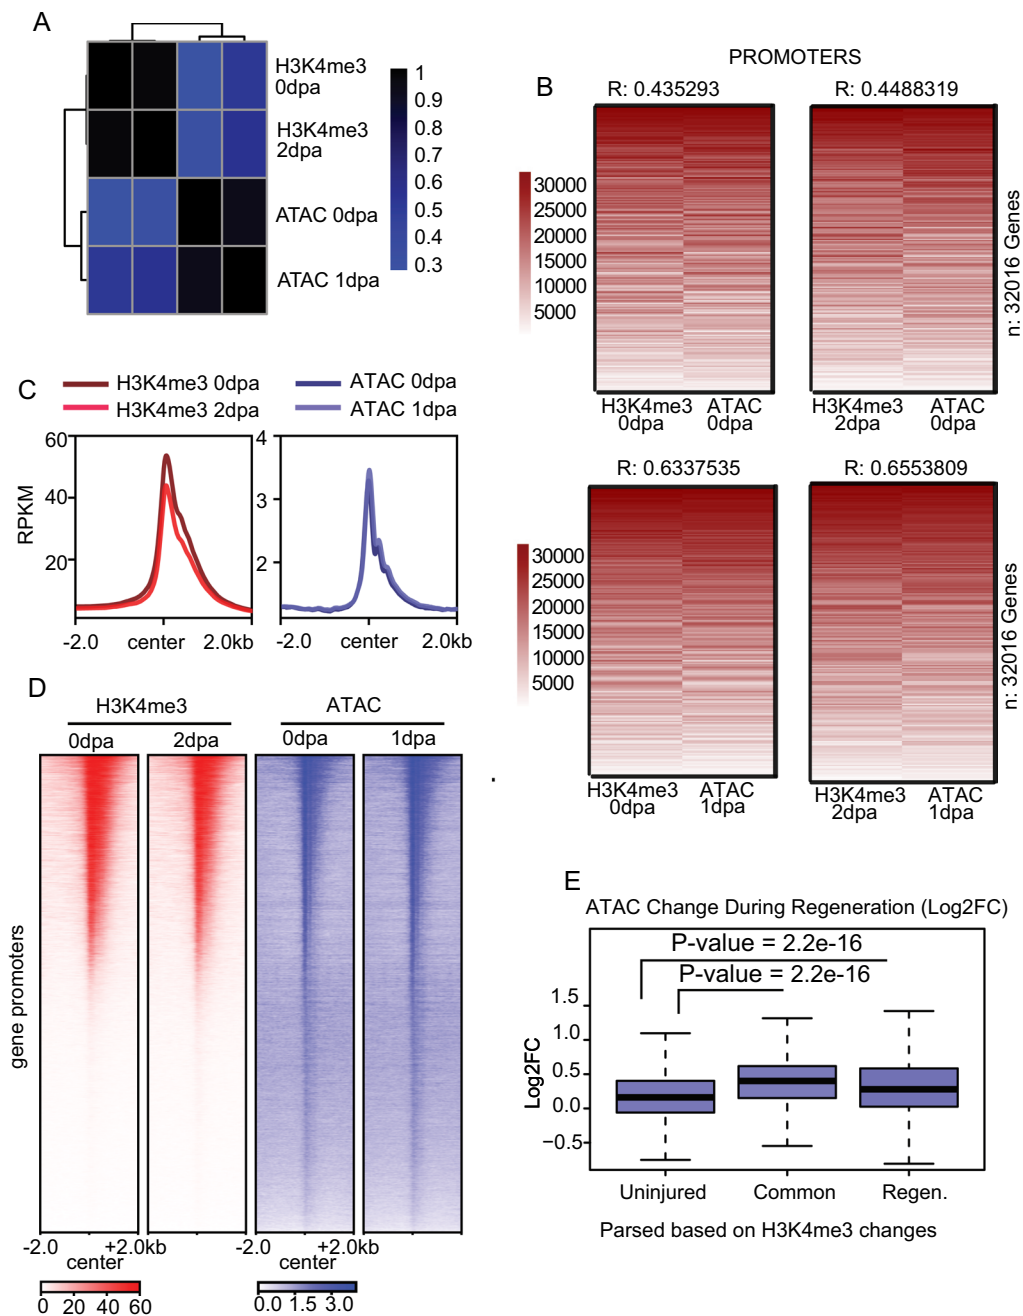 A
H3K4me3
0dpa
H3K4me3
2dpa
ATAC 0dpa
ATAC 1dpa
1
0.9
0.8
0.7
0.6
0.5
0.4
0.3
B
PROMOTERS
R: 0.435293
R: 0.4488319
30000
25000
20000
15000
10000
5000
n: 32016 Genes
H3K4me3
0dpa
ATAC
0dpa
H3K4me3
2dpa
ATAC
0dpa
R: 0.6337535
R: 0.6553809
30000
25000
20000
15000
10000
5000
n: 32016 Genes
H3K4me3
0dpa
ATAC
1dpa
H3K4me3
2dpa
ATAC
1dpa
C
H3K4me3 0dpa
H3K4me3 2dpa
ATAC 0dpa
ATAC 1dpa
RPKM
60
40
20
-2.0 center 2.0kb
4
3
2
-2.0 center 2.0kb
D
H3K4me3
ATAC
0dpa
2dpa
0dpa
1dpa
gene promoters
-2.0 +2.0kb
center
-2.0 +2.0kb
center
0 20 40 60
0.0 1.5 3.0
E
ATAC Change During Regeneration (Log2FC)
P-value = 2.2e-16
P-value = 2.2e-16
Log2FC
1.5
1.0
0.5
0.0
−0.5
Uninjured
Common
Regen.
Parsed based on H3K4me3 changes